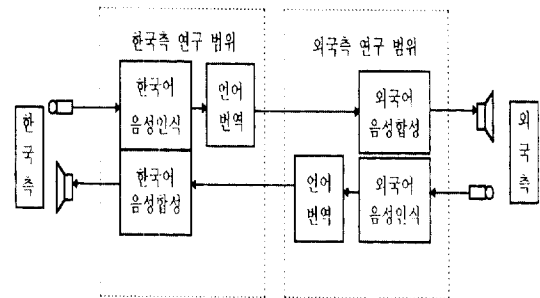 한국측 연구 범위
외국측 연구 범위
한국측
한국어
음성인식
언어
번역
외국어
음성합성
외국측
한국어
음성합성
언어
번역
외국어
음성인식